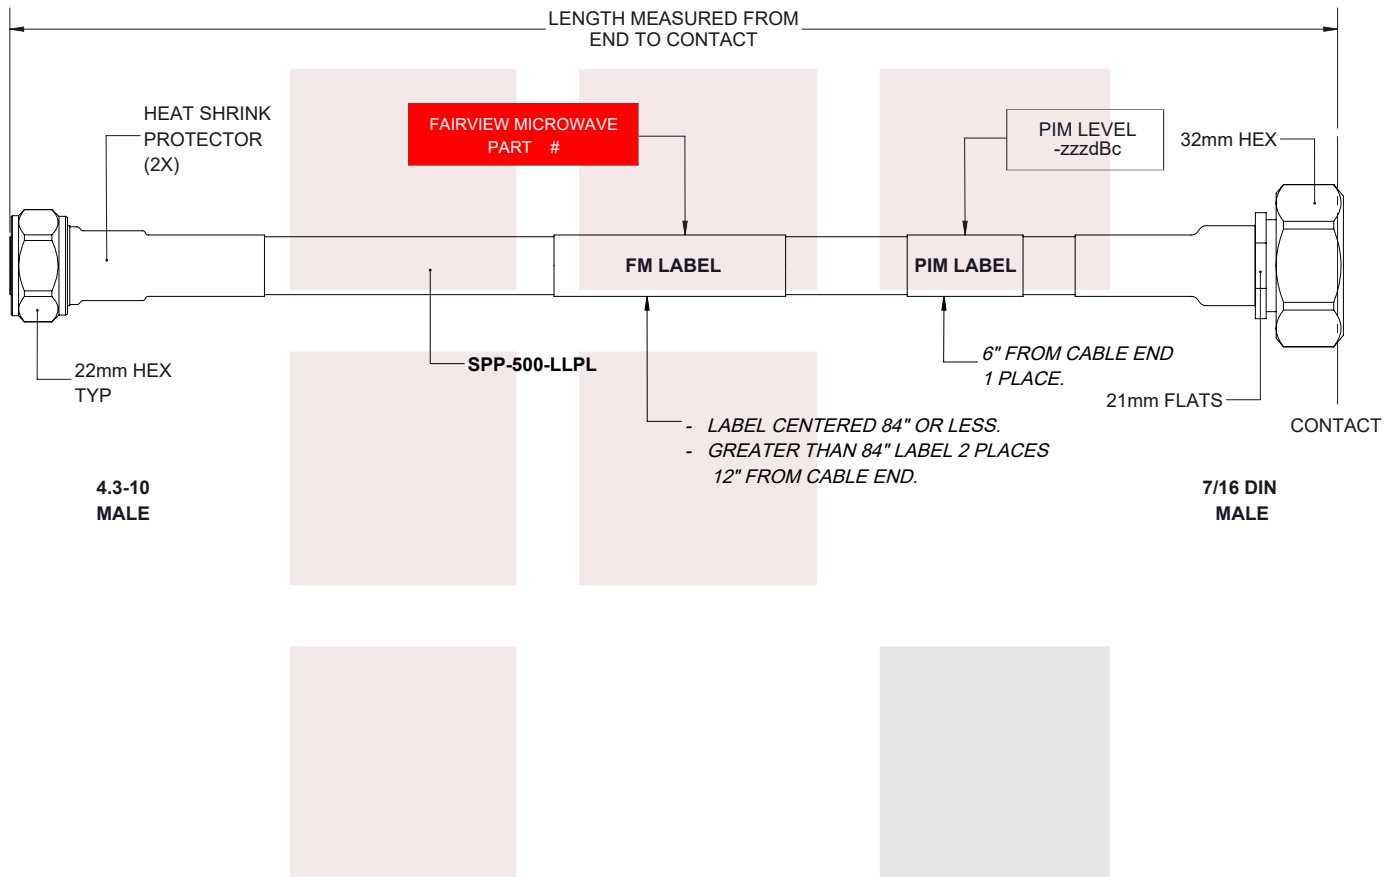 LENGTH MEASURED FROM
END TO CONTACT
HEAT SHRINK
PROTECTOR
(2X)
FAIRVIEW MICROWAVE
PART #
PIM LEVEL
-zzzdBc
32mm HEX
FM LABEL
PIM LABEL
22mm HEX
TYP
SPP-500-LLPL
6" FROM CABLE END
1 PLACE.
21mm FLATS
CONTACT
- LABEL CENTERED 84" OR LESS.
- GREATER THAN 84" LABEL 2 PLACES
12" FROM CABLE END.
4.3-10
MALE
7/16 DIN
MALE